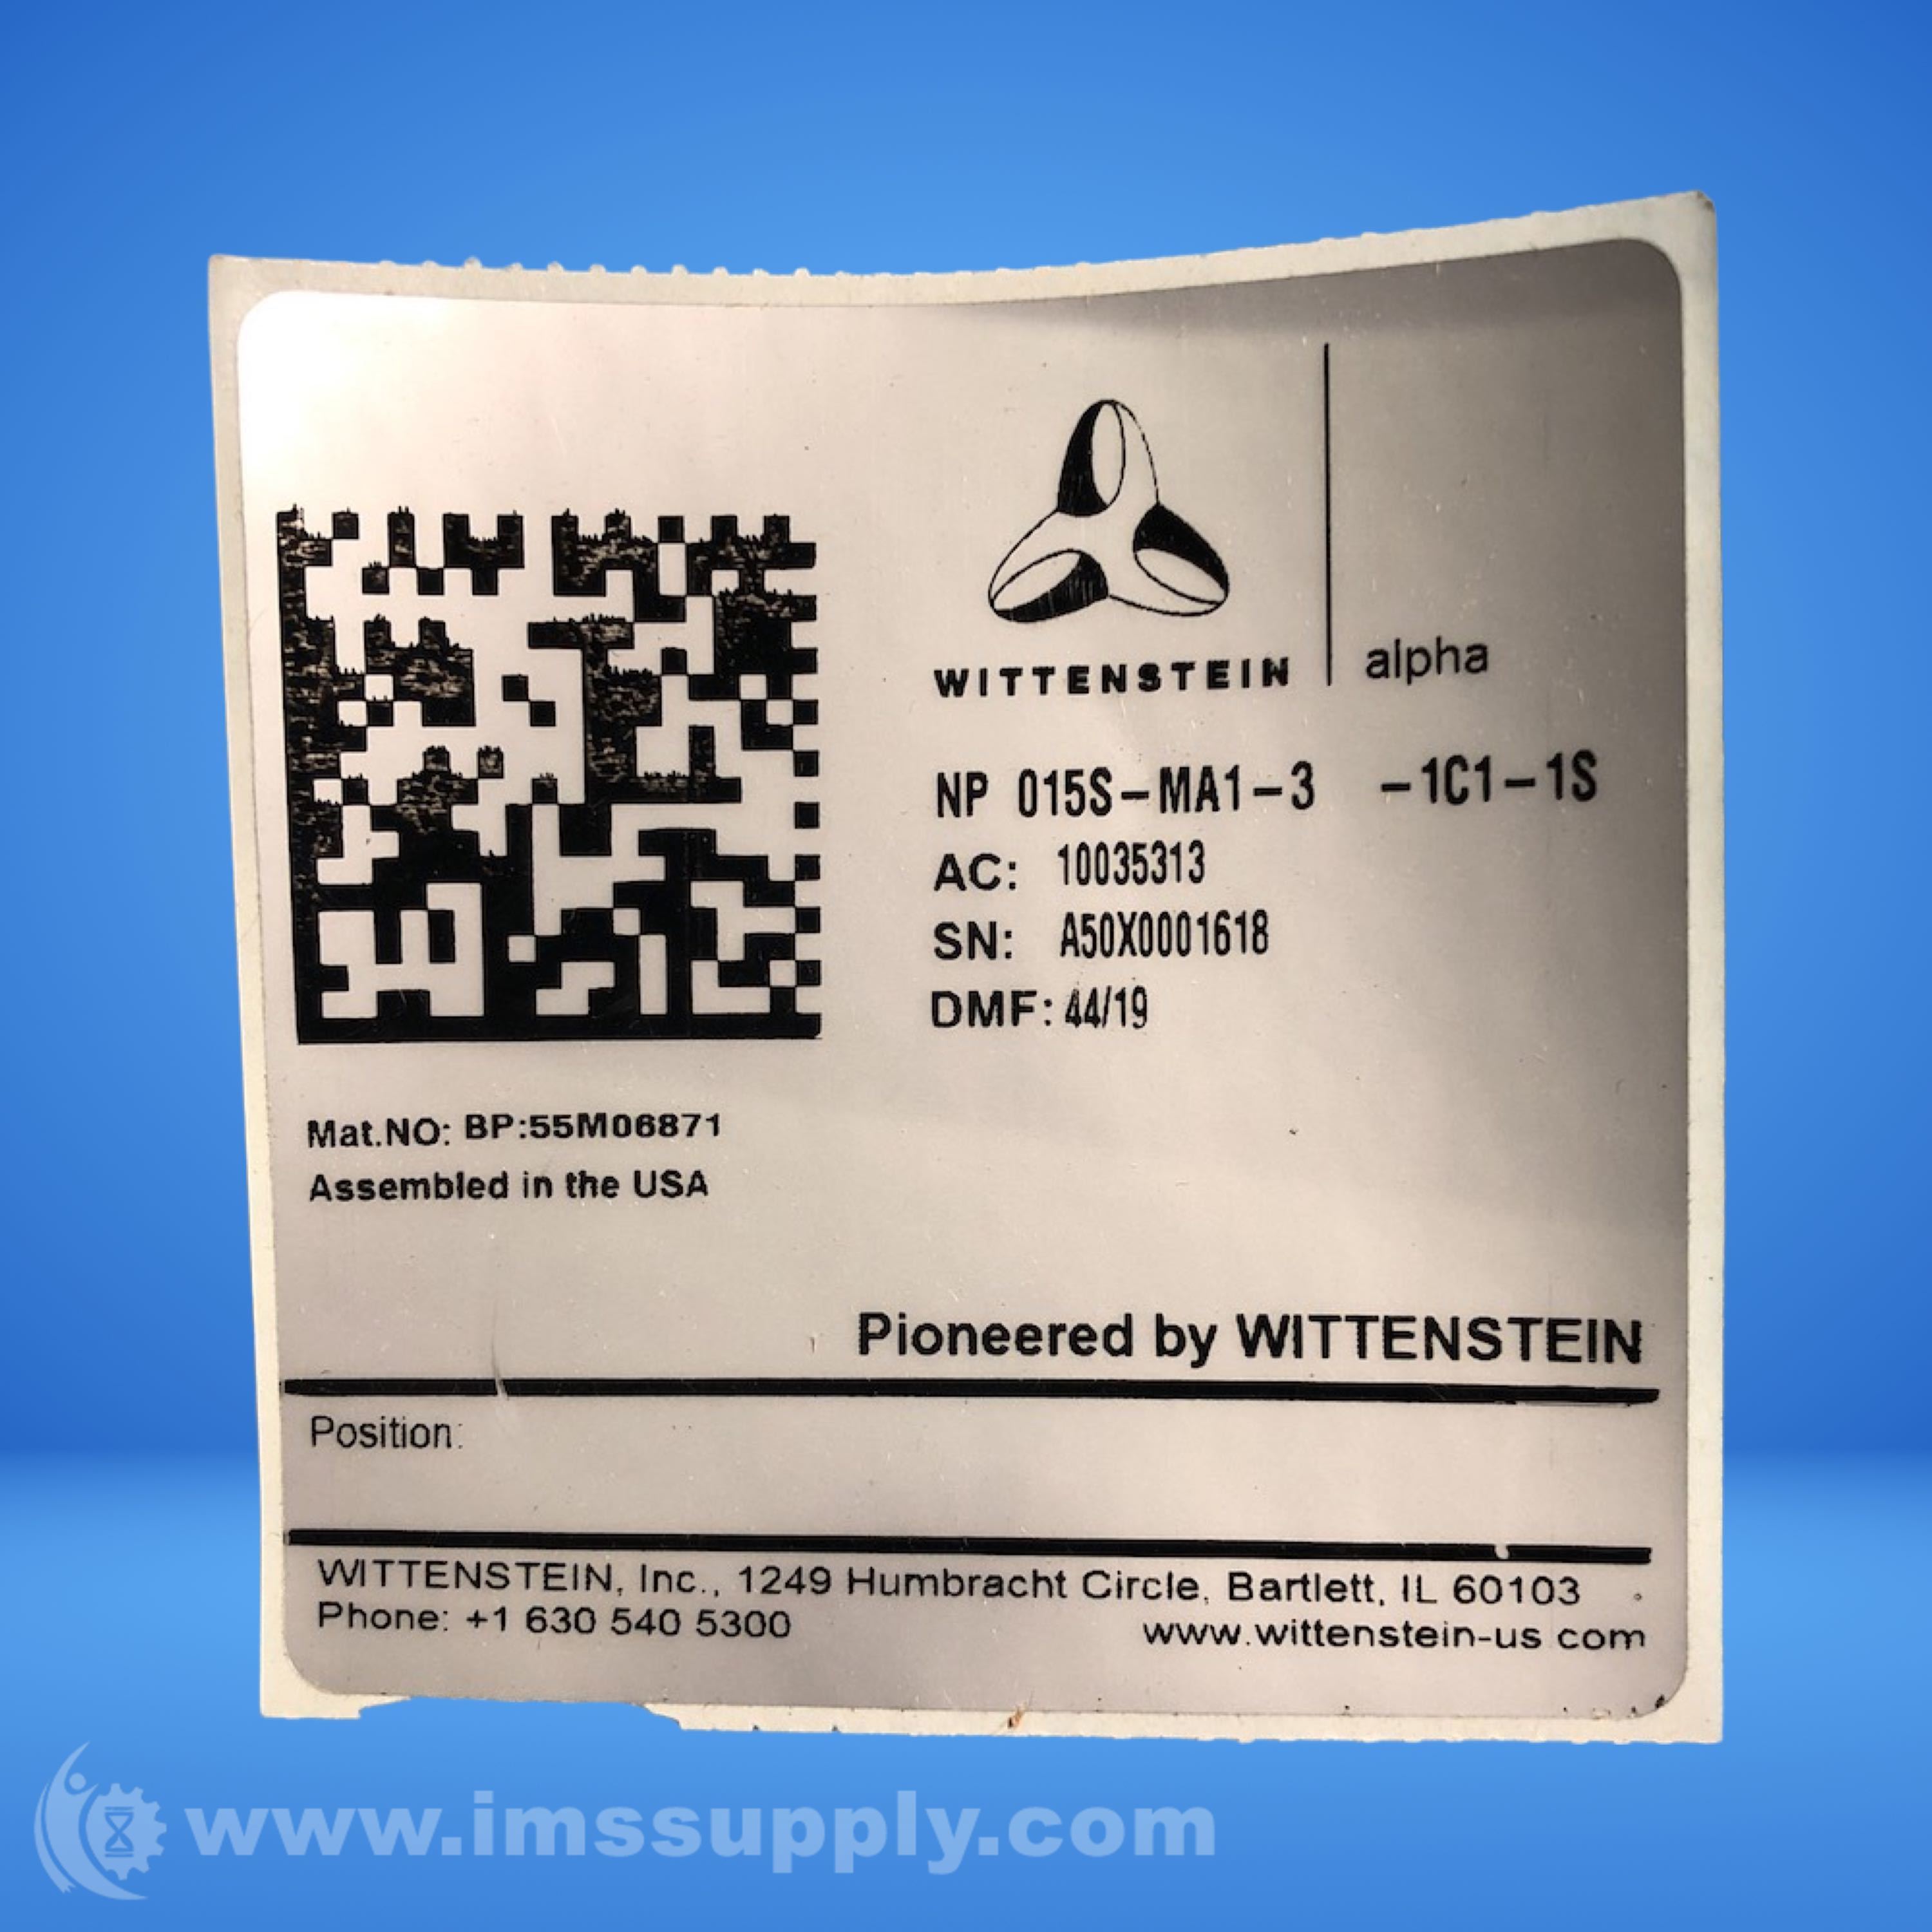 WITTENSTEIN alpha
NP 015S-MA1-3 -1C1-1S
AC: 10035313
SN: A50X0001618
DMF: 44/19
Mat.NO: BP:55M06871
Assembled in the USA
Pioneered by WITTENSTEIN
Position:
WITTENSTEIN, Inc., 1249 Humbracht Circle, Bartlett, IL 60103
Phone: +1 630 540 5300 www.wittenstein-us com
www.imssupply.com